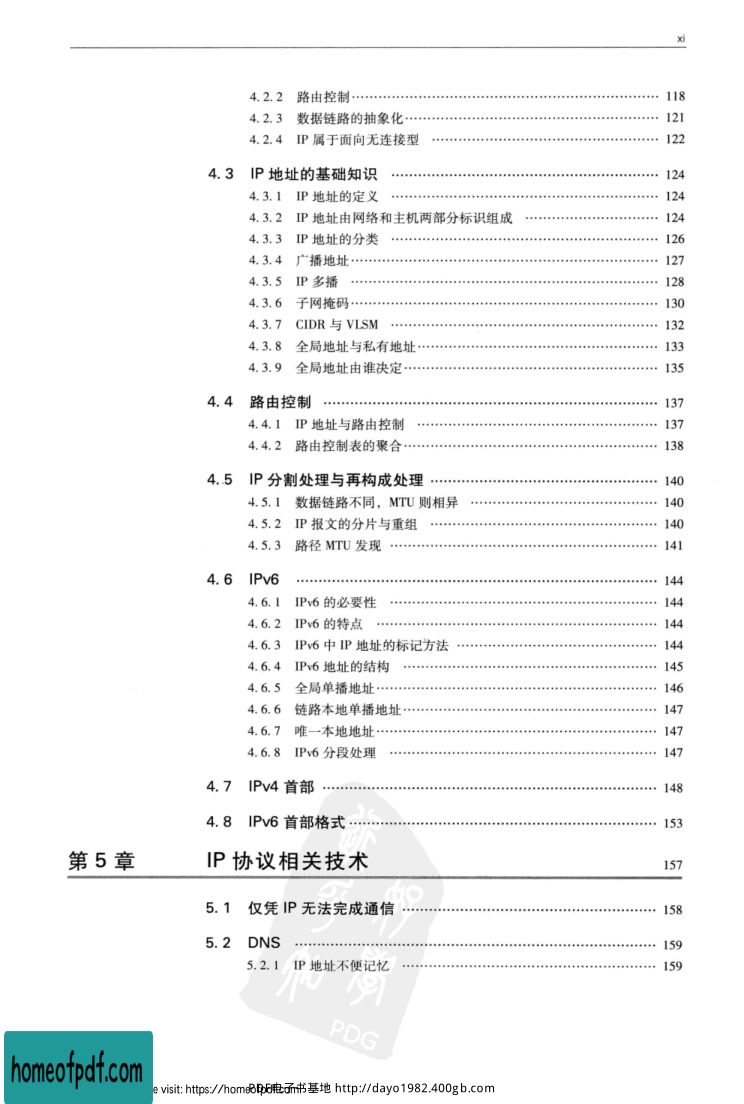 xi
4.2.2 路由控制 …… 118
4.2.3 数据链路的抽象化 …… 121
4.2.4 IP 属于面向无连接型 …… 122
4.3 IP 地址的基础知识 …… 124
4.3.1 IP 地址的定义 …… 124
4.3.2 IP 地址由网络和主机两部分标识组成 …… 124
4.3.3 IP 地址的分类 …… 126
4.3.4 广播地址 …… 127
4.3.5 IP 多播 …… 128
4.3.6 子网掩码 …… 130
4.3.7 CIDR 与 VLSM …… 132
4.3.8 全局地址与私有地址 …… 133
4.3.9 全局地址由谁决定 …… 135
4.4 路由控制 …… 137
4.4.1 IP 地址与路由控制 …… 137
4.4.2 路由控制表的聚合 …… 138
4.5 IP 分割处理与再构成处理 …… 140
4.5.1 数据链路不同，MTU 则相异 …… 140
4.5.2 IP 报文的分片与重组 …… 140
4.5.3 路径 MTU 发现 …… 141
4.6 IPv6 …… 144
4.6.1 IPv6 的必要性 …… 144
4.6.2 IPv6 的特点 …… 144
4.6.3 IPv6 中 IP 地址的标记方法 …… 144
4.6.4 IPv6 地址的结构 …… 145
4.6.5 全局单播地址 …… 146
4.6.6 链路本地单播地址 …… 147
4.6.7 唯一本地地址 …… 147
4.6.8 IPv6 分段处理 …… 147
4.7 IPv4 首部 …… 148
4.8 IPv6 首部格式 …… 153
第 5 章 IP 协议相关技术 157
5.1 仅凭 IP 无法完成通信 …… 158
5.2 DNS …… 159
5.2.1 IP 地址不便记忆 …… 159
PDG
homeofpdf.com
e visit: https://homeofpdf.com
PDF电子书基地 http://dayo1982.400gb.com